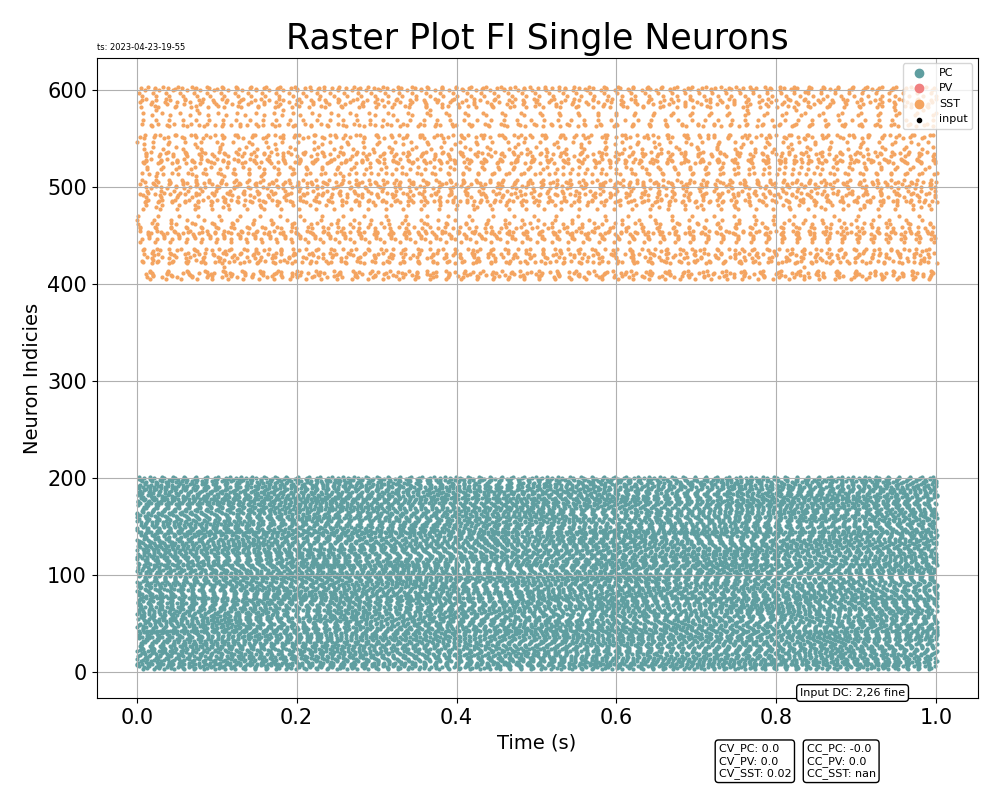 Raster Plot FI Single Neurons
ts: 2023-04-23-19-55
PC
PV
SST
input
600
500
400
300
200
100
0
Neuron Indicies
0.0 0.2 0.4 0.6 0.8 1.0
Time (s)
Input DC: 2,26 fine
CV_PC: 0.0
CV_PV: 0.0
CV_SST: 0.02
CC_PC: -0.0
CC_PV: 0.0
CC_SST: nan